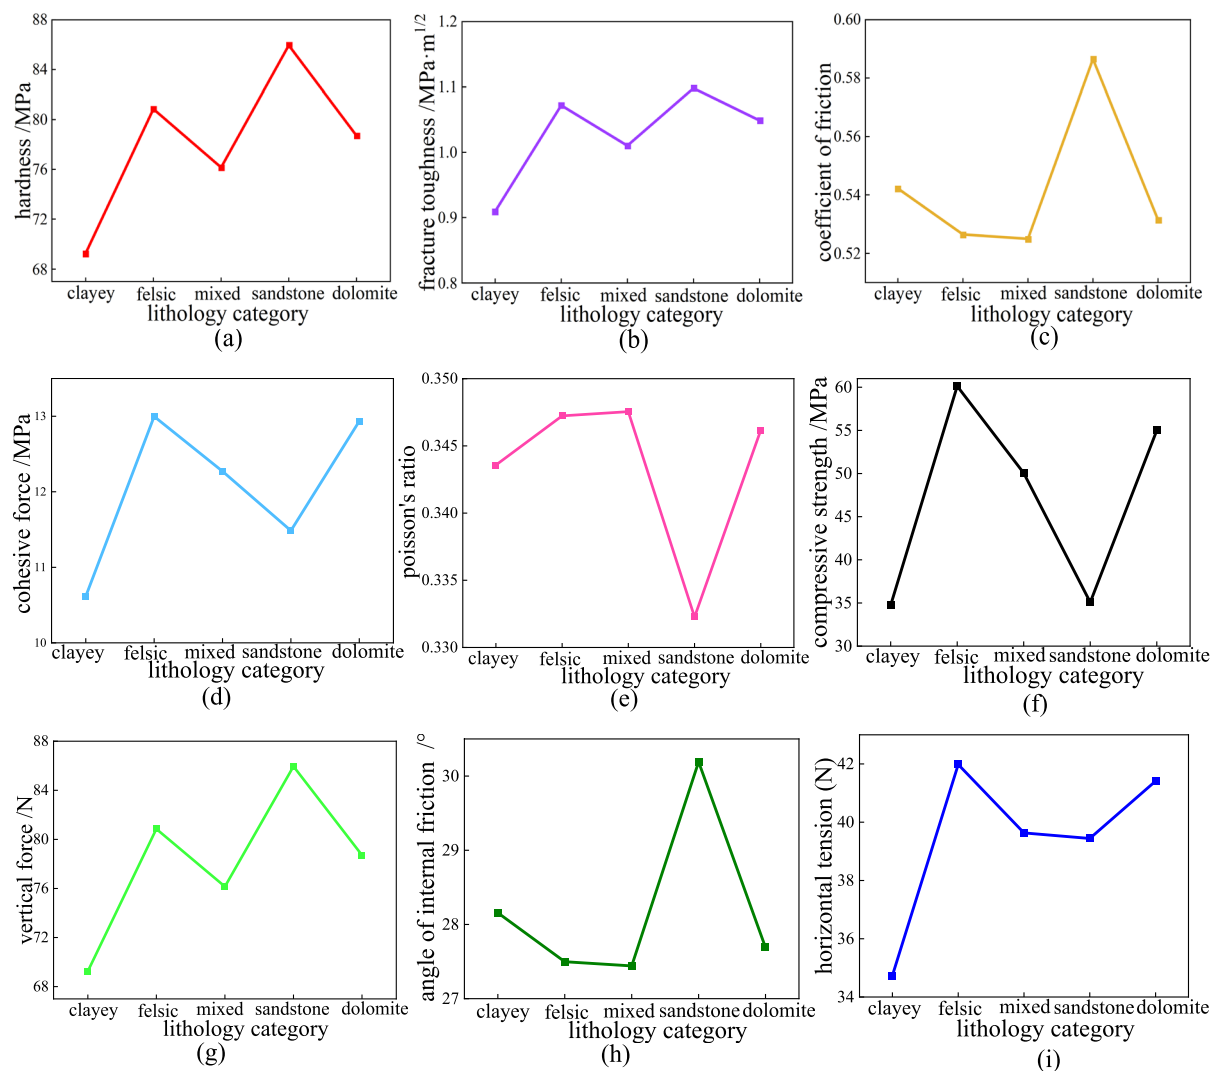 hardness /MPa
88
84
80
76
72
68
clayey felsic mixed sandstone dolomite
lithology category
(a)
fracture toughness /MPa·m^1/2
1.2
1.1
1.0
0.9
0.8
clayey felsic mixed sandstone dolomite
lithology category
(b)
coefficient of friction
0.60
0.58
0.56
0.54
0.52
clayey felsic mixed sandstone dolomite
lithology category
(c)
cohesive force /MPa
13
12
11
10
clayey felsic mixed sandstone dolomite
lithology category
(d)
poisson's ratio
0.350
0.345
0.340
0.335
0.330
clayey felsic mixed sandstone dolomite
lithology category
(e)
compressive strength /MPa
60
55
50
45
40
35
30
clayey felsic mixed sandstone dolomite
lithology category
(f)
vertical force /N
88
84
80
76
72
68
clayey felsic mixed sandstone dolomite
lithology category
(g)
angle of internal friction /°
30
29
28
27
clayey felsic mixed sandstone dolomite
lithology category
(h)
horizontal tension (N)
42
40
38
36
34
clayey felsic mixed sandstone dolomite
lithology category
(i)